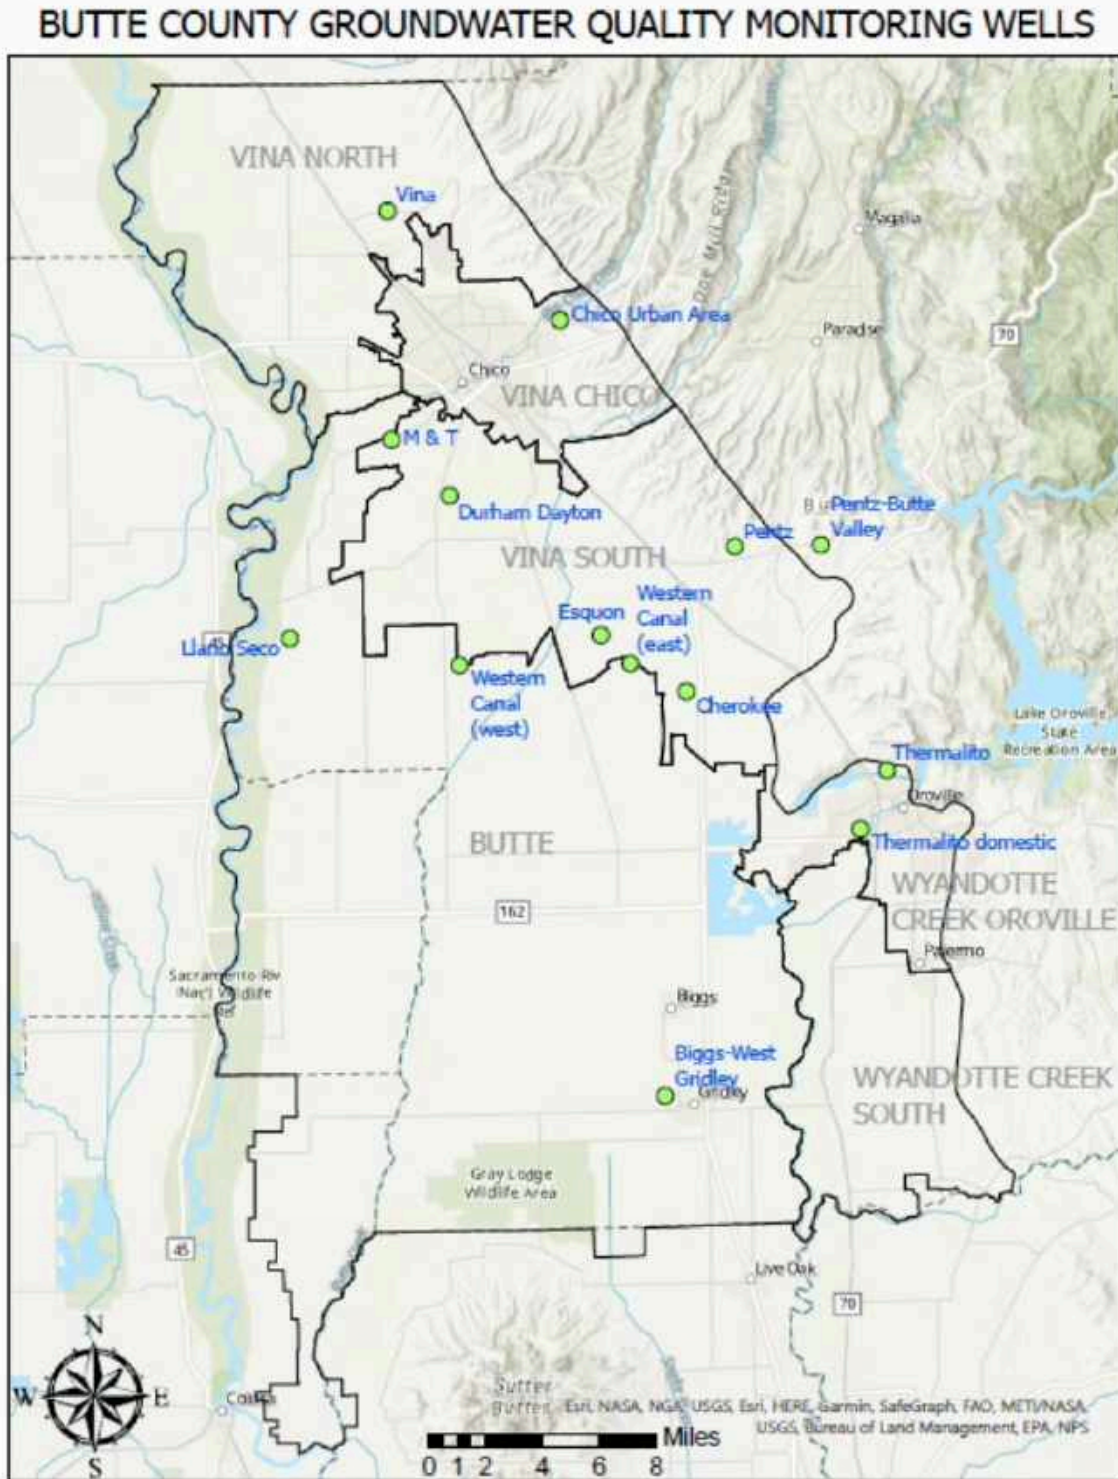 BUTTE COUNTY GROUNDWATER QUALITY MONITORING WELLS
VINA NORTH
Vina
Magalia
Chico Urban Area
Paradise
70
Chico
VINA CHICO
M & T
Durham Dayton
Pentz-Butte
Valley
Pentz
VINA SOUTH
Western
Canal
(east)
Esquon
45
Llano Seco
Western
Canal
(west)
Cherokee
Lake Oroville
State
Recreation Area
Thermalito
Oroville
Thermalito domestic
BUTTE
WYANDOTTE
CREEK OROVILLE
162
Palermo
Sacramento Riv
(Nat'l) Wildlife
Ref
Biggs
Biggs-West
Gridley
Gridley
WYANDOTTE CREEK
SOUTH
Gray Lodge
Wildlife Area
45
Live Oak
70
N
W
E
S
Colusa
Sutter
Buttes
Esri, NASA, NGA, USGS, Esri, HERE, Garmin, SafeGraph, FAO, METI/NASA,
USGS, Bureau of Land Management, EPA, NPS
Miles
0 1 2 4 6 8